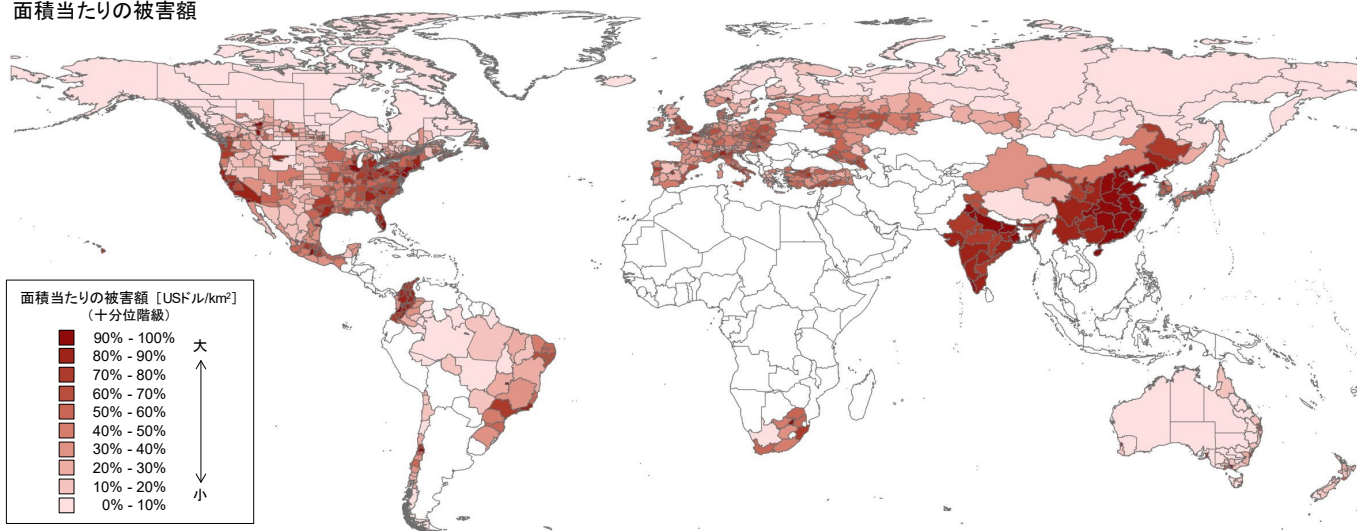 面積当たりの被害額
面積当たりの被害額 [USドル/km²]
(十分位階級)
90% - 100%
80% - 90%
70% - 80%
60% - 70%
50% - 60%
40% - 50%
30% - 40%
20% - 30%
10% - 20%
0% - 10%
大
小